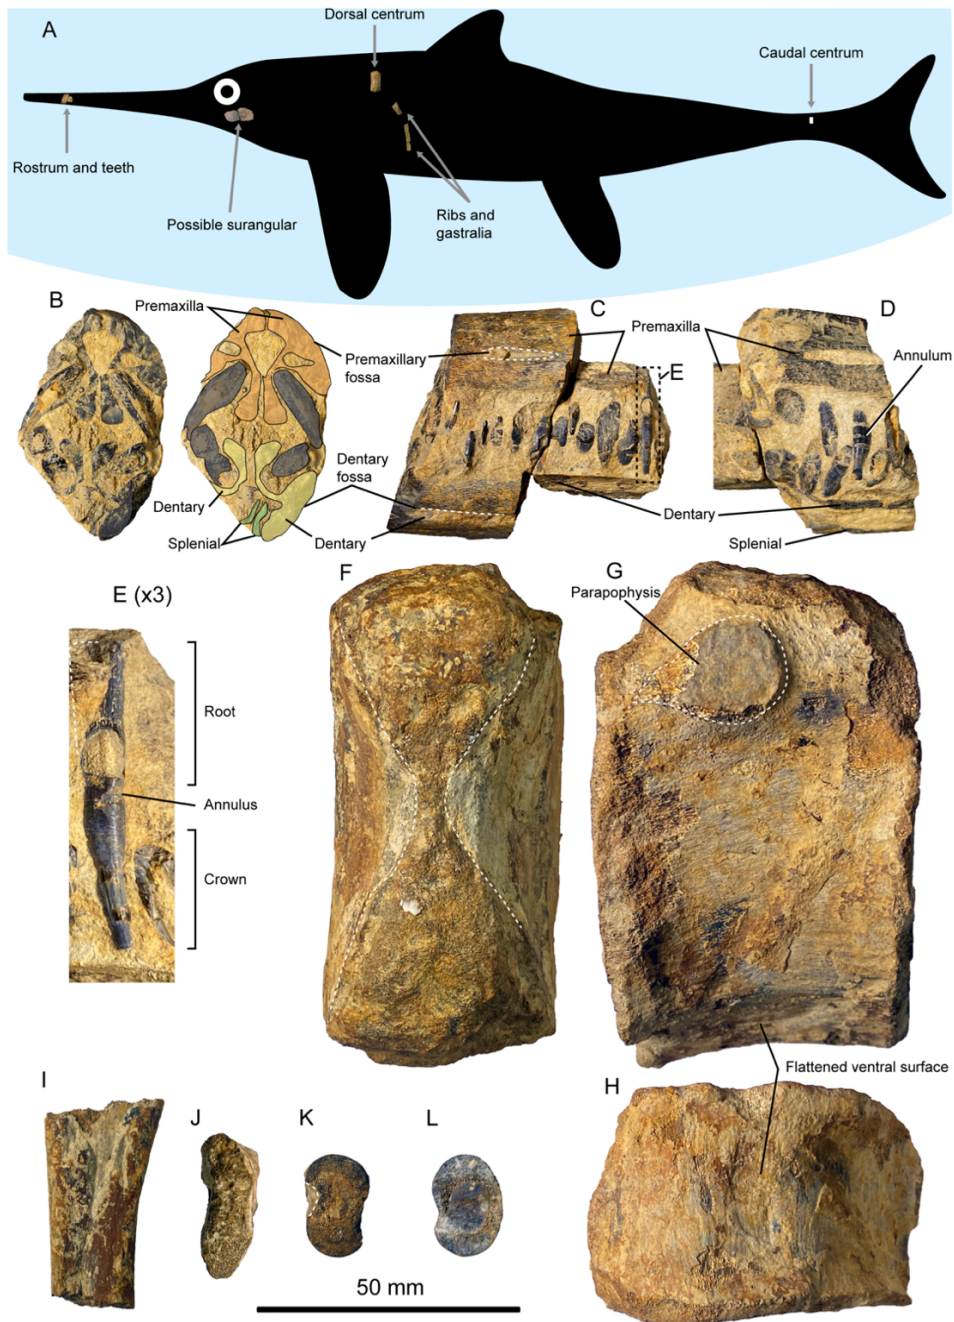 A
Dorsal centrum
Caudal centrum
Rostrum and teeth
Possible surangular
Ribs and
gastralia
B
Premaxilla
Premaxillary
fossa
C
Premaxilla
D
Annulum
E
Dentary
fossa
Dentary
Dentary
Splenial
Dentary
Splenial
E (x3)
Root
Annulus
Crown
F
G
Parapophysis
Flattened ventral surface
H
I
J
K
L
50 mm